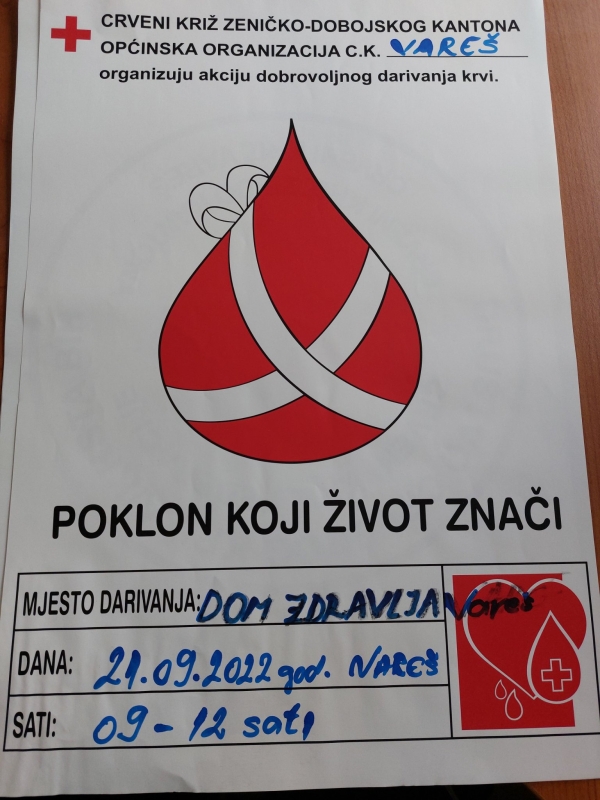 CRVENI KRIŽ ZENIČKO-DOBOJSKOG KANTONA
OPĆINSKA ORGANIZACIJA C.K. VAREŠ
organizuju akciju dobrovoljnog darivanja krvi.
POKLON KOJI ŽIVOT ZNAČI
MJESTO DARIVANJA: DOM ZDRAVLJA Vareš
DANA: 21.09.2022 god. VAREŠ
SATI: 09 - 12 sati